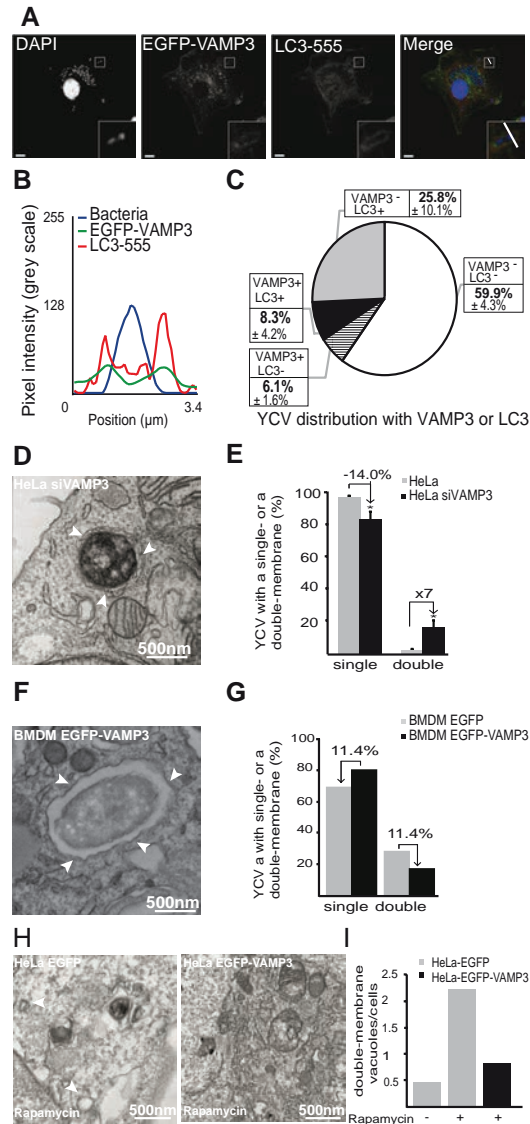 A
DAPI
EGFP-VAMP3
LC3-555
Merge
B
Bacteria
EGFP-VAMP3
LC3-555
Pixel intensity (grey scale)
255
128
0
3.4
Position (µm)
C
VAMP3 -
LC3+
25.8%
± 10.1%
VAMP3 -
LC3 -
59.9%
± 4.3%
VAMP3+
LC3+
8.3%
± 4.2%
VAMP3+
LC3-
6.1%
± 1.6%
YCV distribution with VAMP3 or LC3
D
HeLa siVAMP3
500nm
E
HeLa
HeLa siVAMP3
-14.0%
x7
*
*
YCV with a single- or a
double-membrane (%)
100
80
60
40
20
single double
F
BMDM EGFP-VAMP3
500nm
G
BMDM EGFP
BMDM EGFP-VAMP3
11.4%
11.4%
YCV a with single- or a
double-membrane (%)
100
80
60
40
20
single double
H
HeLa EGFP
Rapamycin
500nm
HeLa EGFP-VAMP3
Rapamycin
500nm
I
HeLa-EGFP
HeLa-EGFP-VAMP3
double-membrane
vacuoles/cells
2.5
2
1.5
1
0.5
Rapamycin - + +